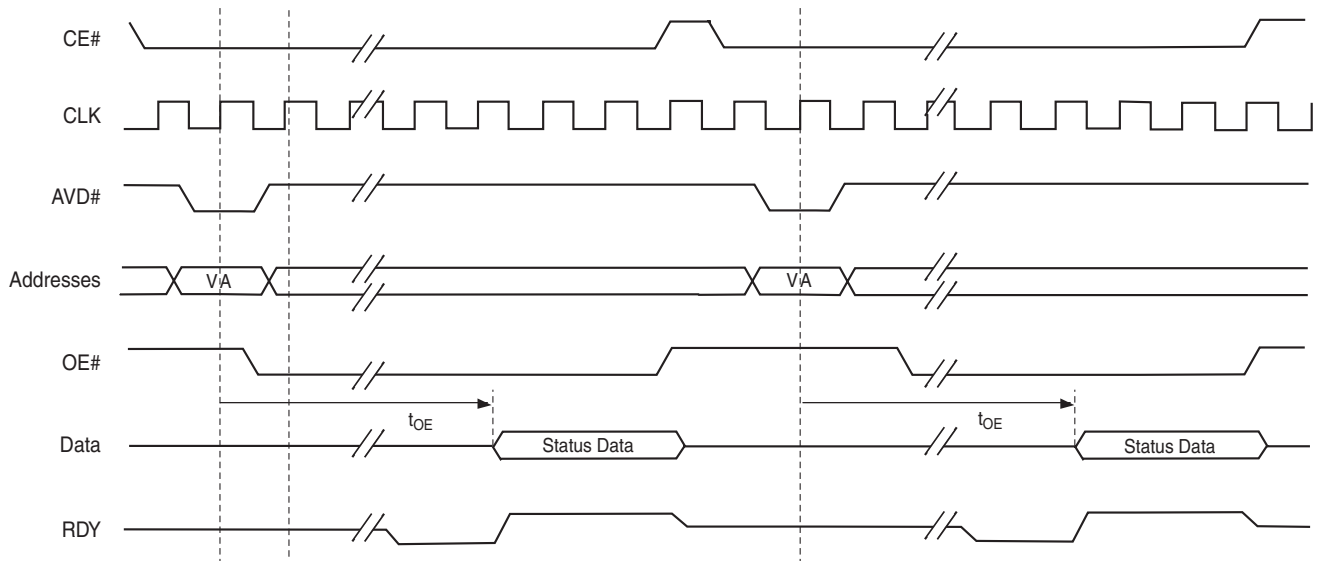 CE#
CLK
AVD#
Addresses VA VA
OE#
tOE tOE
Data Status Data Status Data
RDY